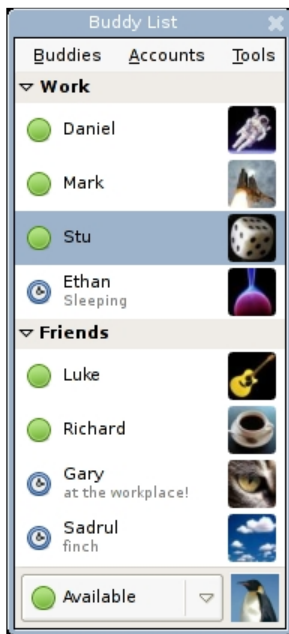 Buddy List
Buddies Accounts Tools
Work
Daniel
Mark
Stu
Ethan
Sleeping
Friends
Luke
Richard
Gary
at the workplace!
Sadrul
finch
Available